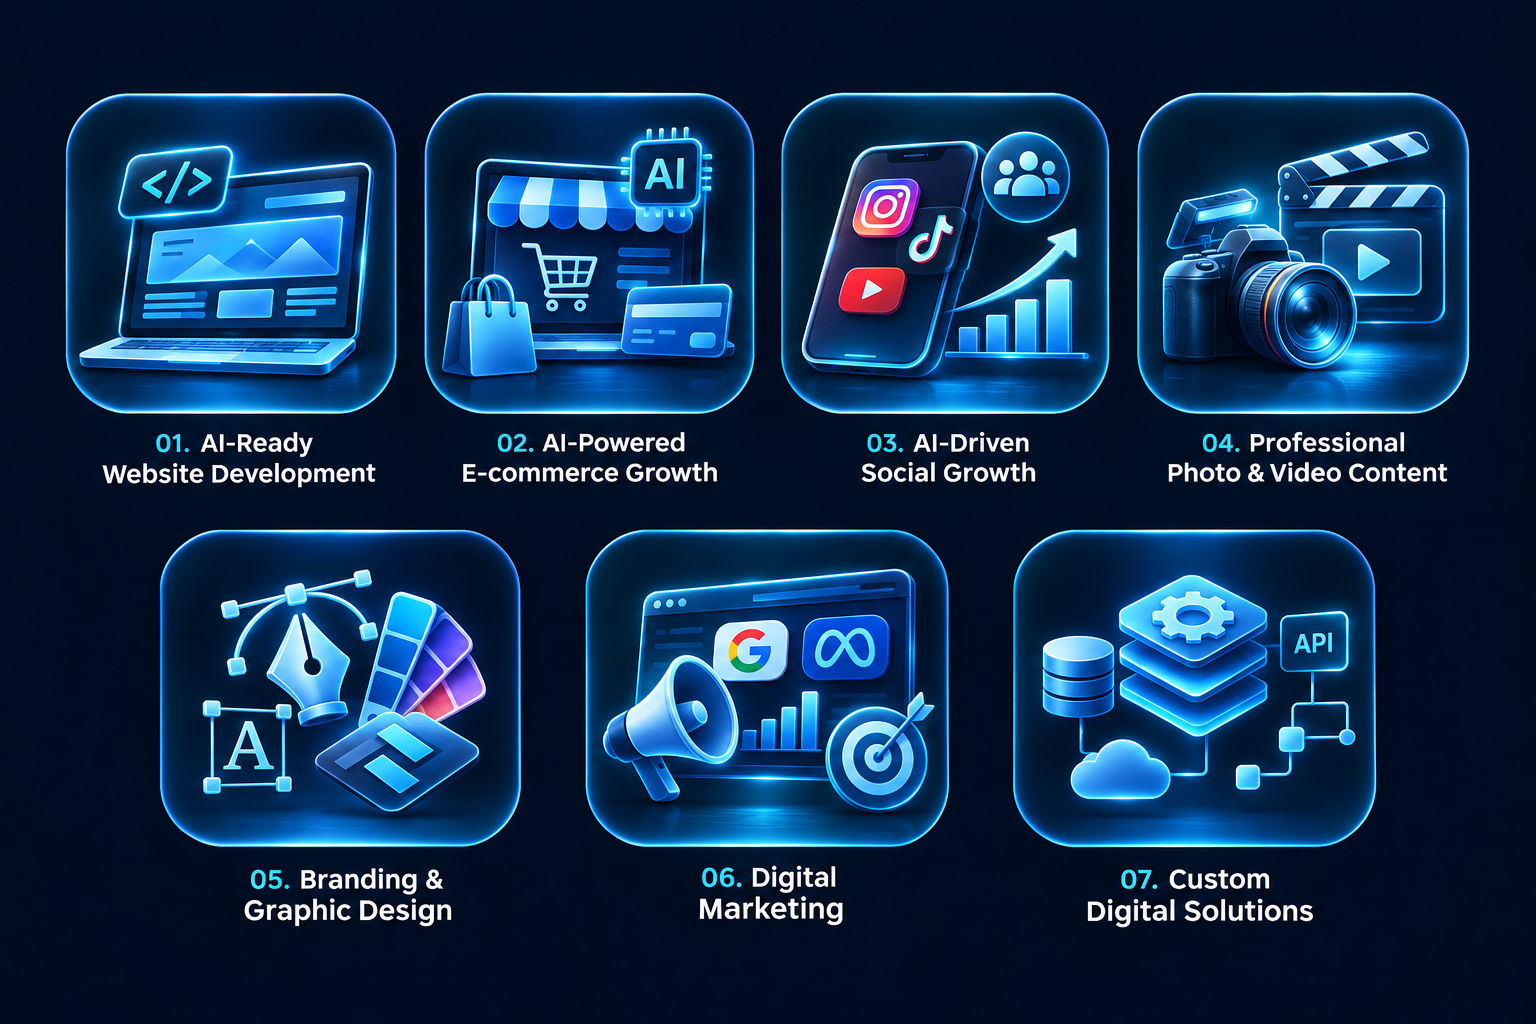 </>
AI
01. AI-Ready
Website Development
02. AI-Powered
E-commerce Growth
03. AI-Driven
Social Growth
04. Professional
Photo & Video Content
A
G
API
05. Branding &
Graphic Design
06. Digital
Marketing
07. Custom
Digital Solutions